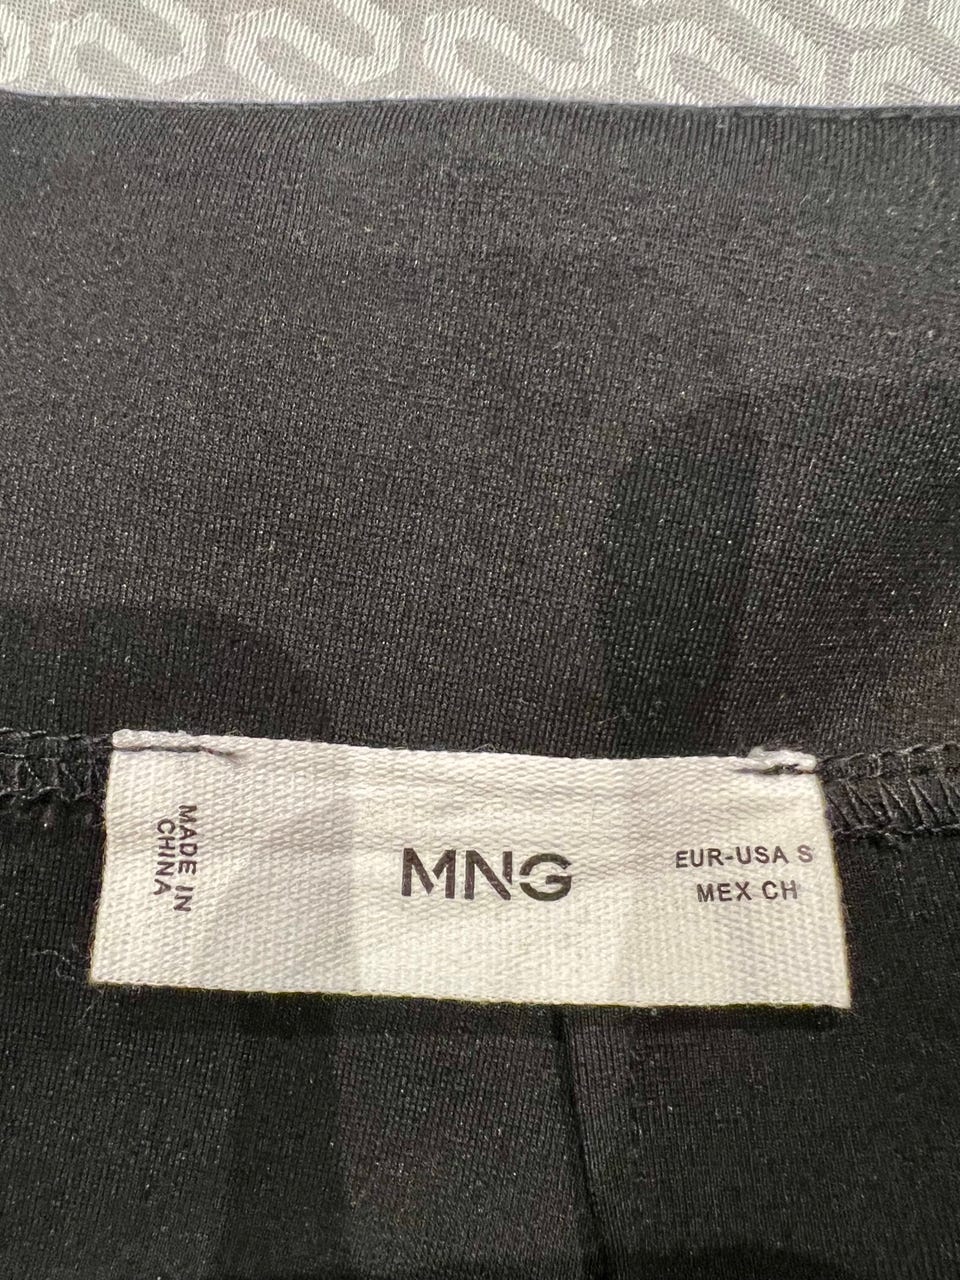 MADE IN
CHINA
MNG
EUR-USA S
MEX CH